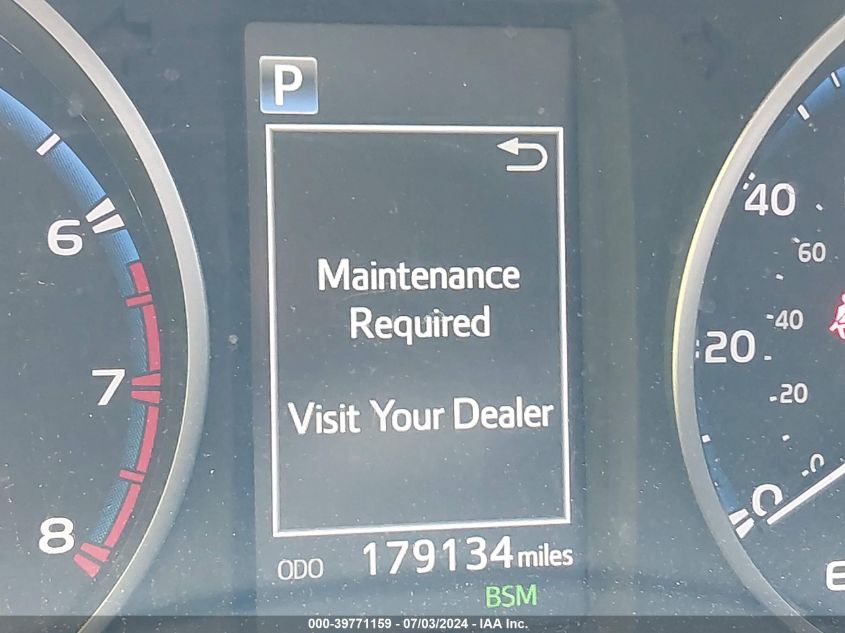 P
Maintenance
Required
Visit Your Dealer
ODO 179134 miles
BSM
6
7
8
40
60
40
20
20
0
0
000-39771159 - 07/03/2024 - IAA Inc.